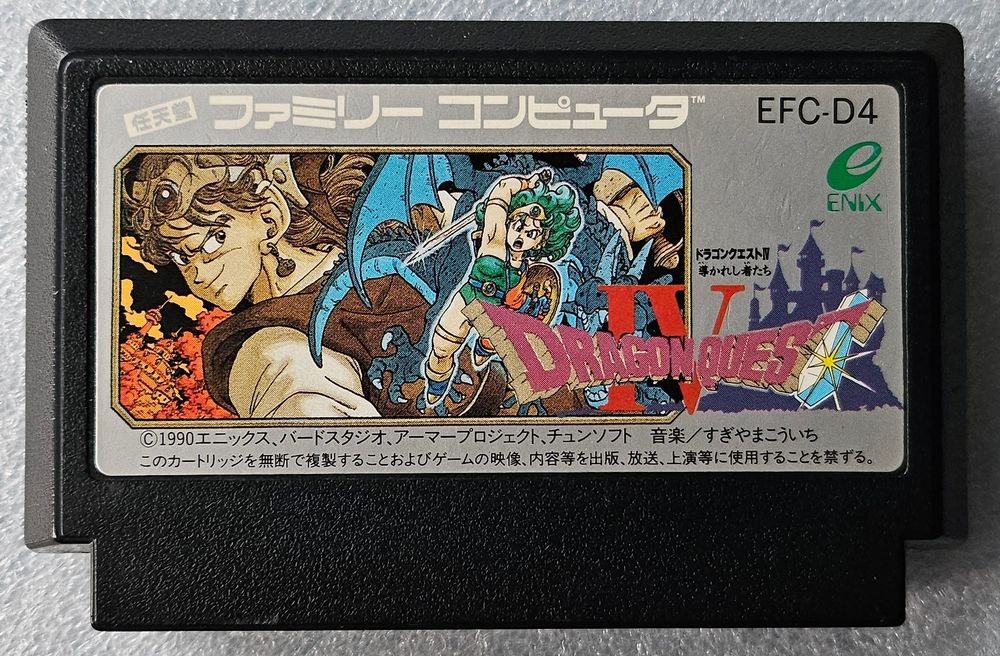 任天堂 ファミリー コンピュータ™ EFC-D4
ENIX
ドラゴンクエストIV
導かれし者たち
IV
DRAGON QUEST
©1990エニックス、バードスタジオ、アーマープロジェクト、チュンソフト 音楽／すぎやまこういち
このカートリッジを無断で複製することおよびゲームの映像、内容等を出版、放送、上演等に使用することを禁ずる。